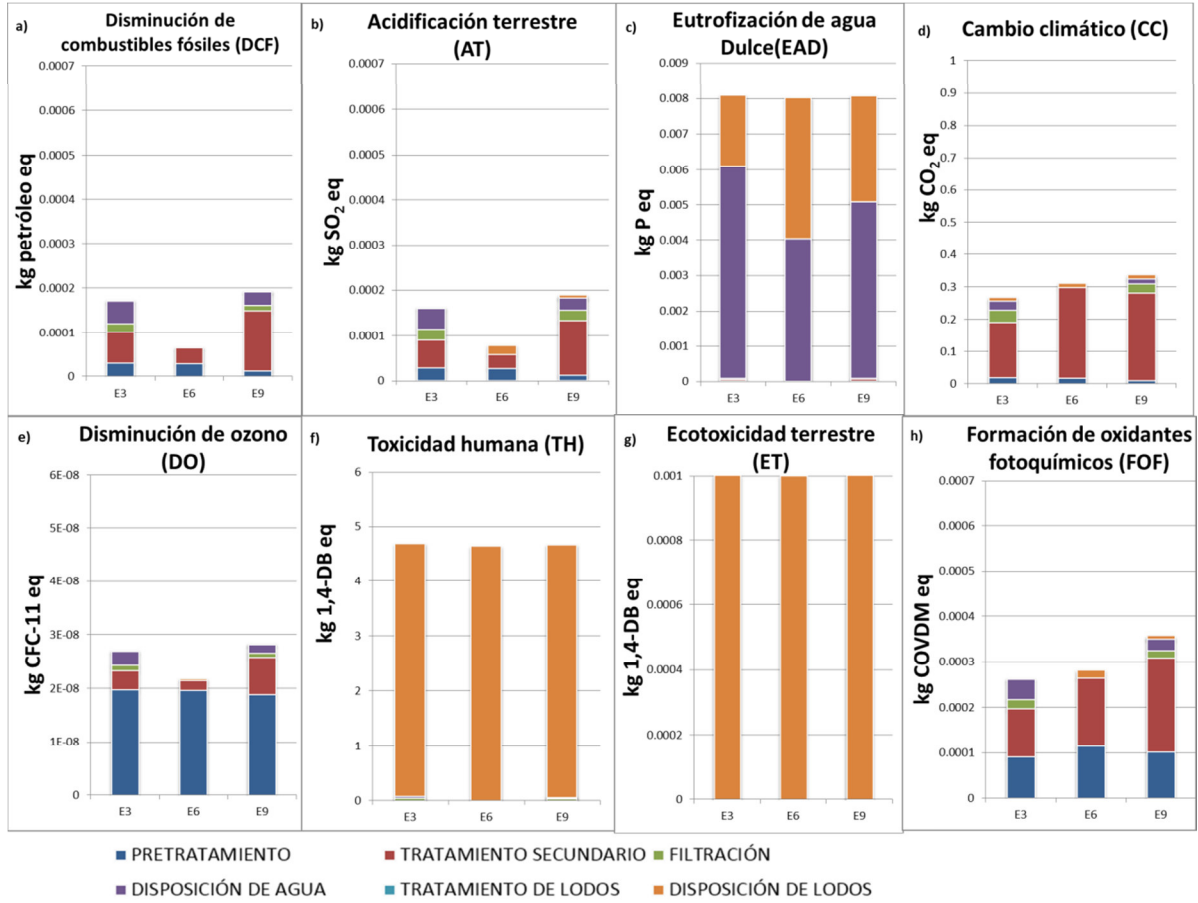 a)
Disminución de
combustibles fósiles (DCF)
kg petróleo eq
0.0007
0.0006
0.0005
0.0004
0.0003
0.0002
0.0001
0
E3 E6 E9
b)
Acidificación terrestre
(AT)
kg SO2 eq
0.0007
0.0006
0.0005
0.0004
0.0003
0.0002
0.0001
0
E3 E6 E9
c)
Eutrofización de agua
Dulce(EAD)
kg P eq
0.009
0.008
0.007
0.006
0.005
0.004
0.003
0.002
0.001
0
E3 E6 E9
d)
Cambio climático (CC)
kg CO2 eq
1
0.9
0.8
0.7
0.6
0.5
0.4
0.3
0.2
0.1
0
E3 E6 E9
e)
Disminución de ozono
(DO)
kg CFC-11 eq
6E-08
5E-08
4E-08
3E-08
2E-08
1E-08
0
E3 E6 E9
f)
Toxicidad humana (TH)
kg 1,4-DB eq
6
5
4
3
2
1
0
E3 E6 E9
g)
Ecotoxicidad terrestre
(ET)
kg 1,4-DB eq
0.001
0.0008
0.0006
0.0004
0.0002
0
E3 E6 E9
h)
Formación de oxidantes
fotoquímicos (FOF)
kg COVDM eq
0.0007
0.0006
0.0005
0.0004
0.0003
0.0002
0.0001
0
E3 E6 E9
PRETRATAMIENTO TRATAMIENTO SECUNDARIO FILTRACIÓN
DISPOSICIÓN DE AGUA TRATAMIENTO DE LODOS DISPOSICIÓN DE LODOS